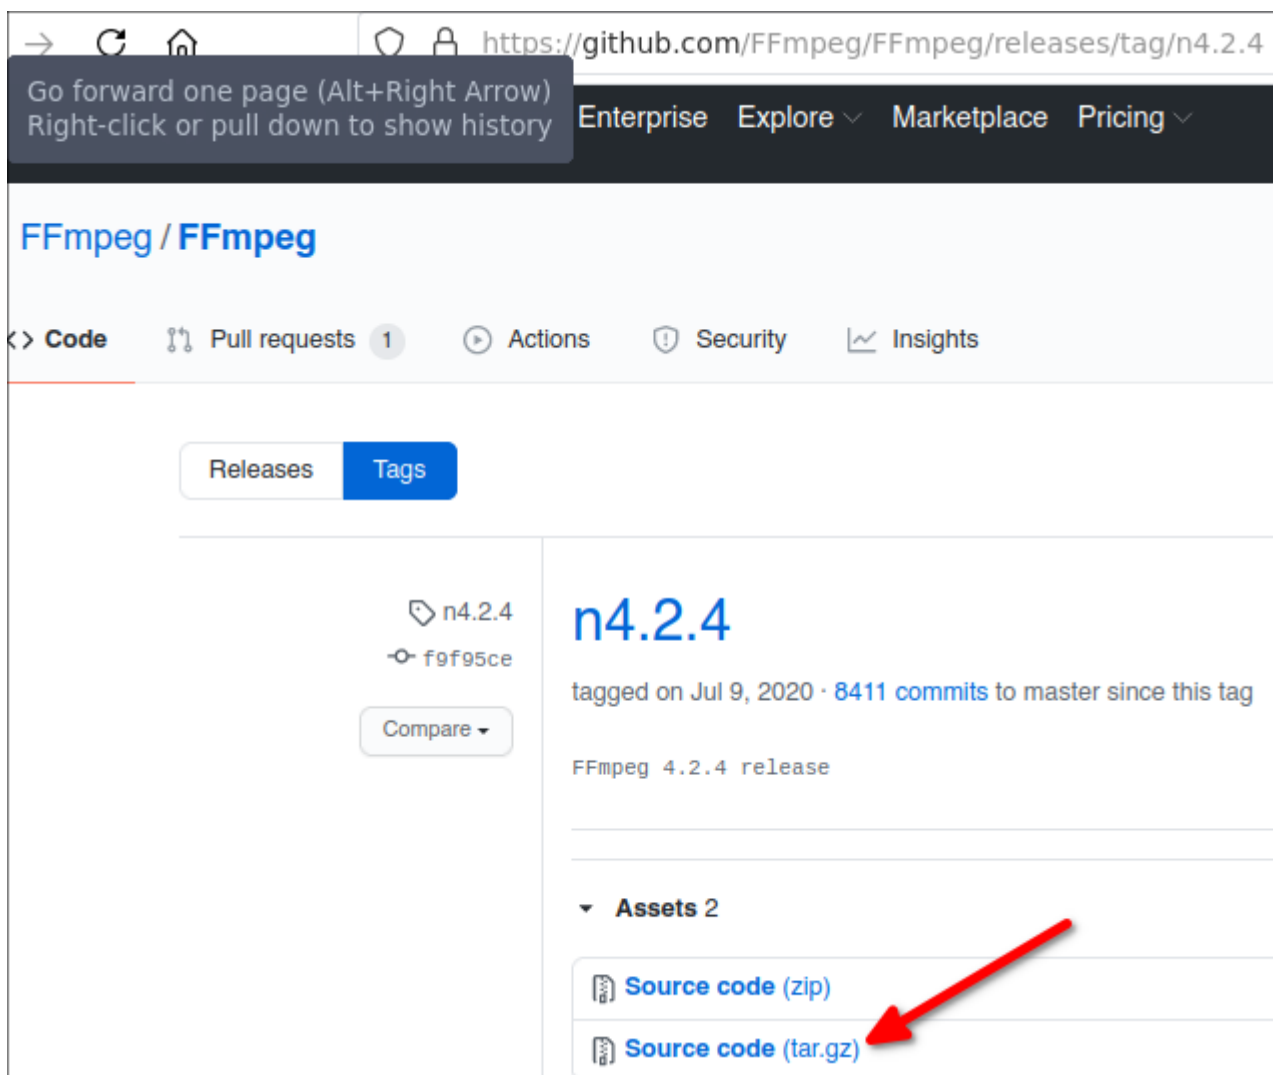 https://github.com/FFmpeg/FFmpeg/releases/tag/n4.2.4
Go forward one page (Alt+Right Arrow)
Right-click or pull down to show history
Enterprise Explore Marketplace Pricing
FFmpeg / FFmpeg
<> Code Pull requests 1 Actions Security Insights
Releases Tags
n4.2.4
f9f95ce
Compare
n4.2.4
tagged on Jul 9, 2020 · 8411 commits to master since this tag
FFmpeg 4.2.4 release
Assets 2
Source code (zip)
Source code (tar.gz)